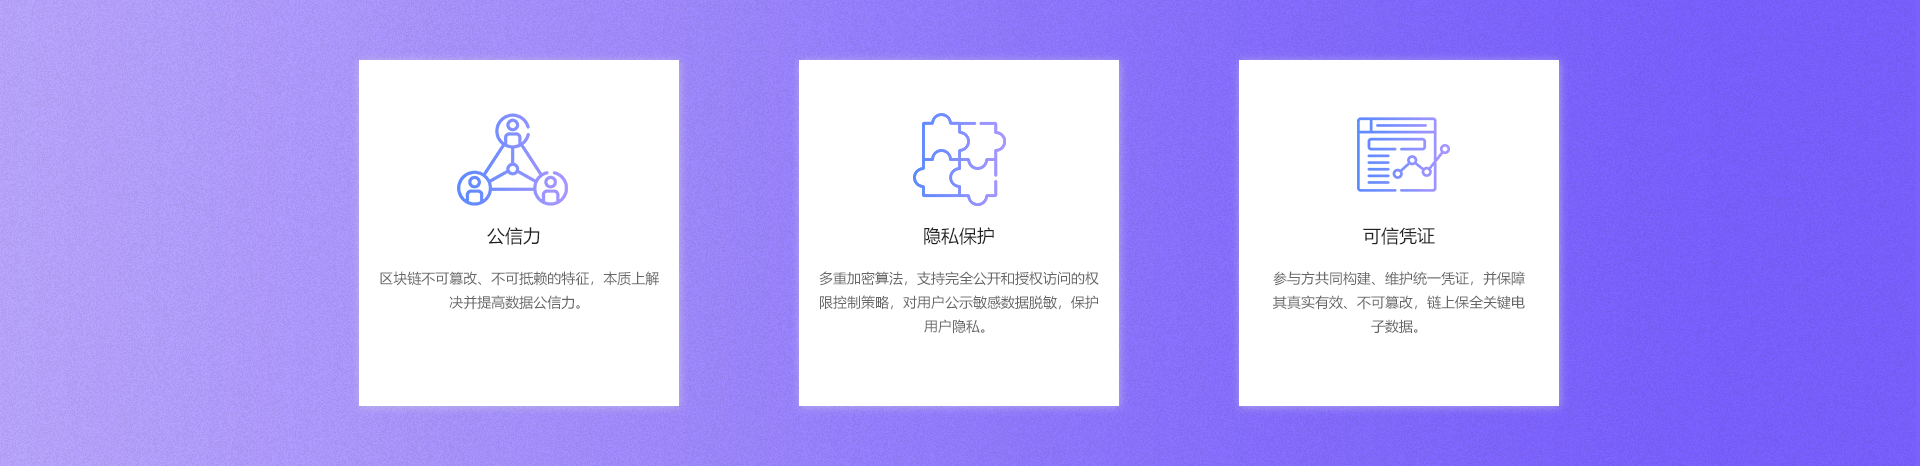 公信力
区块链不可篡改、不可抵赖的特征，本质上解
决并提高数据公信力。
隐私保护
多重加密算法，支持完全公开和授权访问的权
限控制策略，对用户公示敏感数据脱敏，保护
用户隐私。
可信凭证
参与方共同构建、维护统一凭证，并保障
其真实有效、不可篡改，链上保全关键电
子数据。